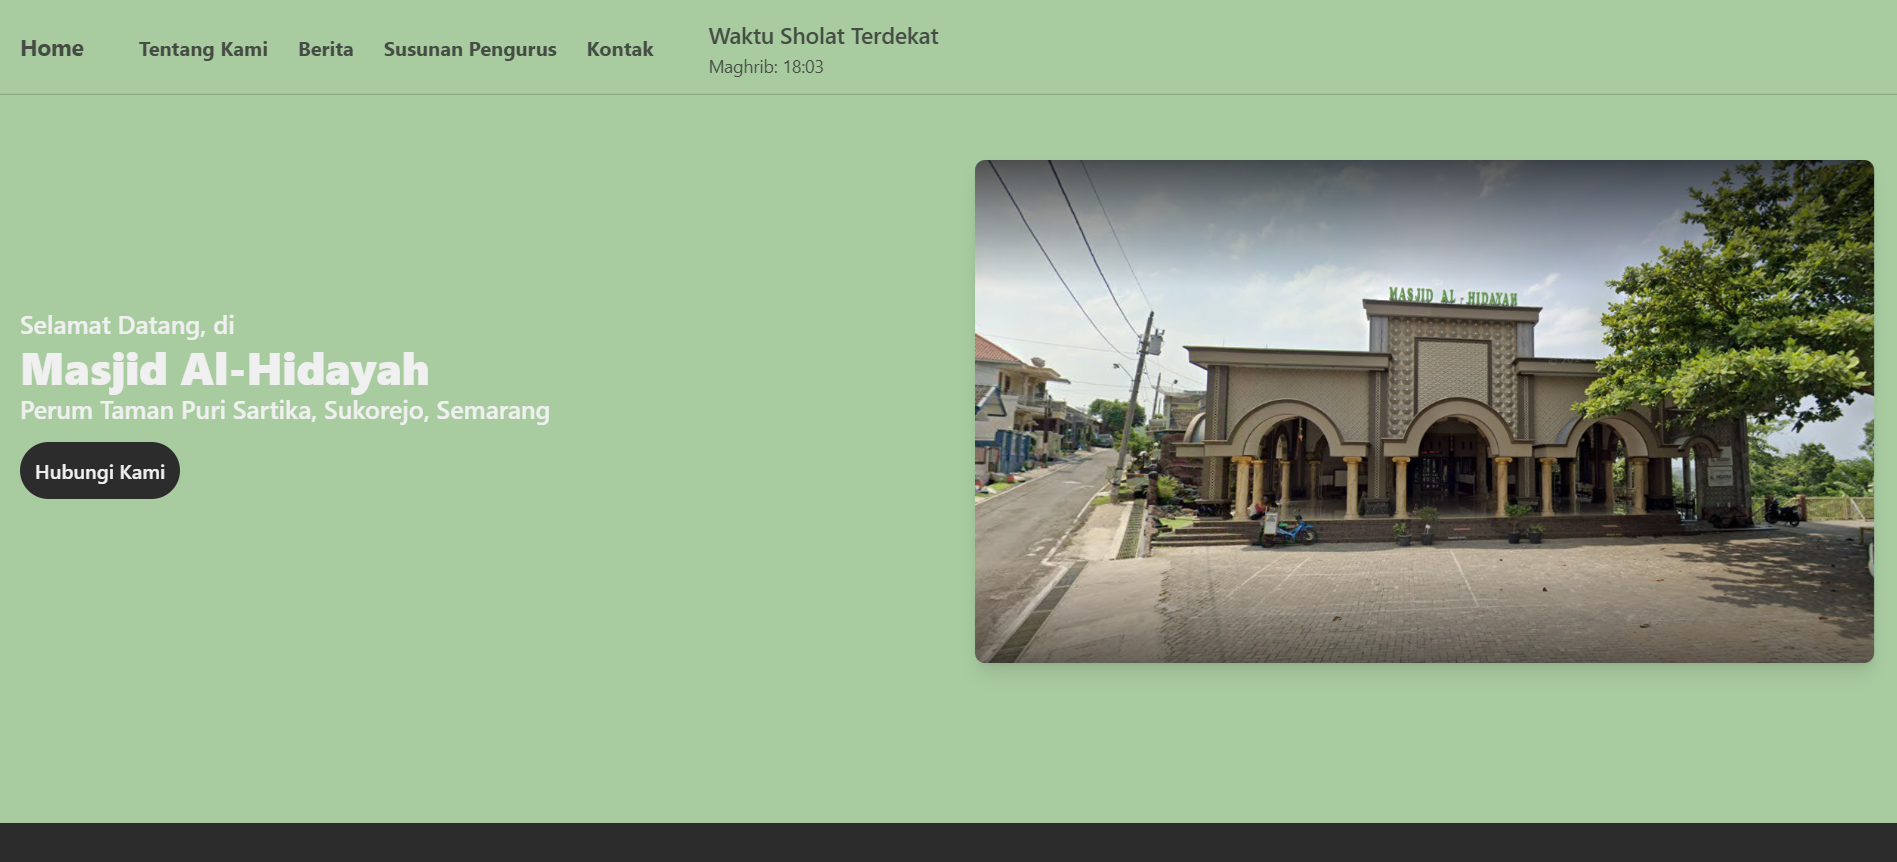 Home
Tentang Kami
Berita
Susunan Pengurus
Kontak
Waktu Sholat Terdekat
Maghrib: 18:03
Selamat Datang, di
Masjid Al-Hidayah
Perum Taman Puri Sartika, Sukorejo, Semarang
Hubungi Kami
MASJID AL - HIDAYAH